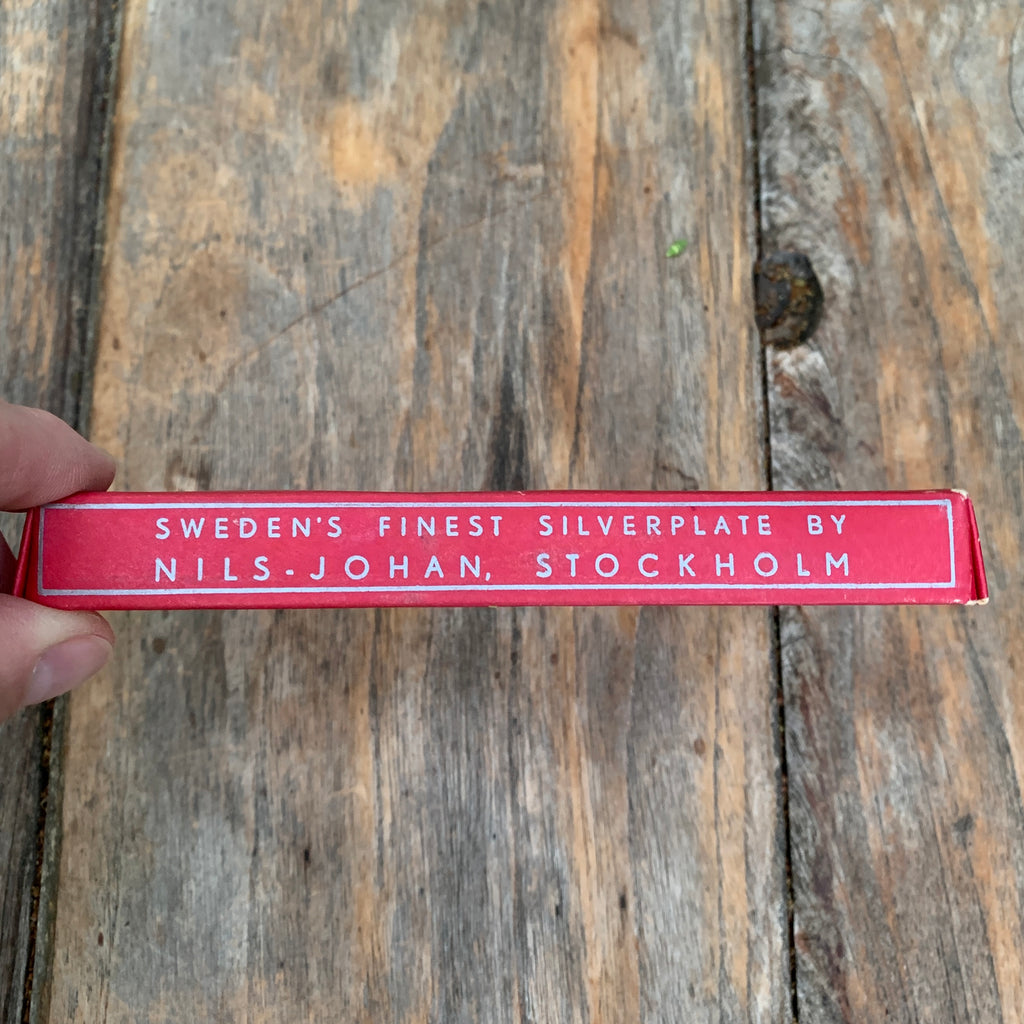 SWEDEN'S FINEST SILVERPLATE BY
NILS-JOHAN, STOCKHOLM